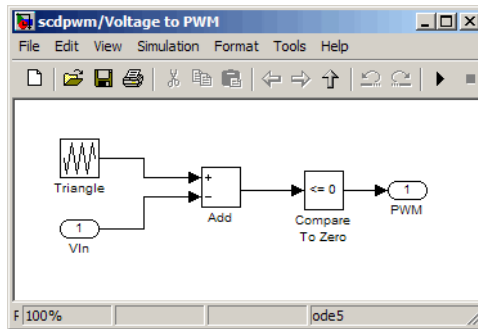 scdpwm/Voltage to PWM
File Edit View Simulation Format Tools Help
Triangle
1
VIn
+
−
Add
<= 0
Compare
To Zero
1
PWM
F 100% ode5